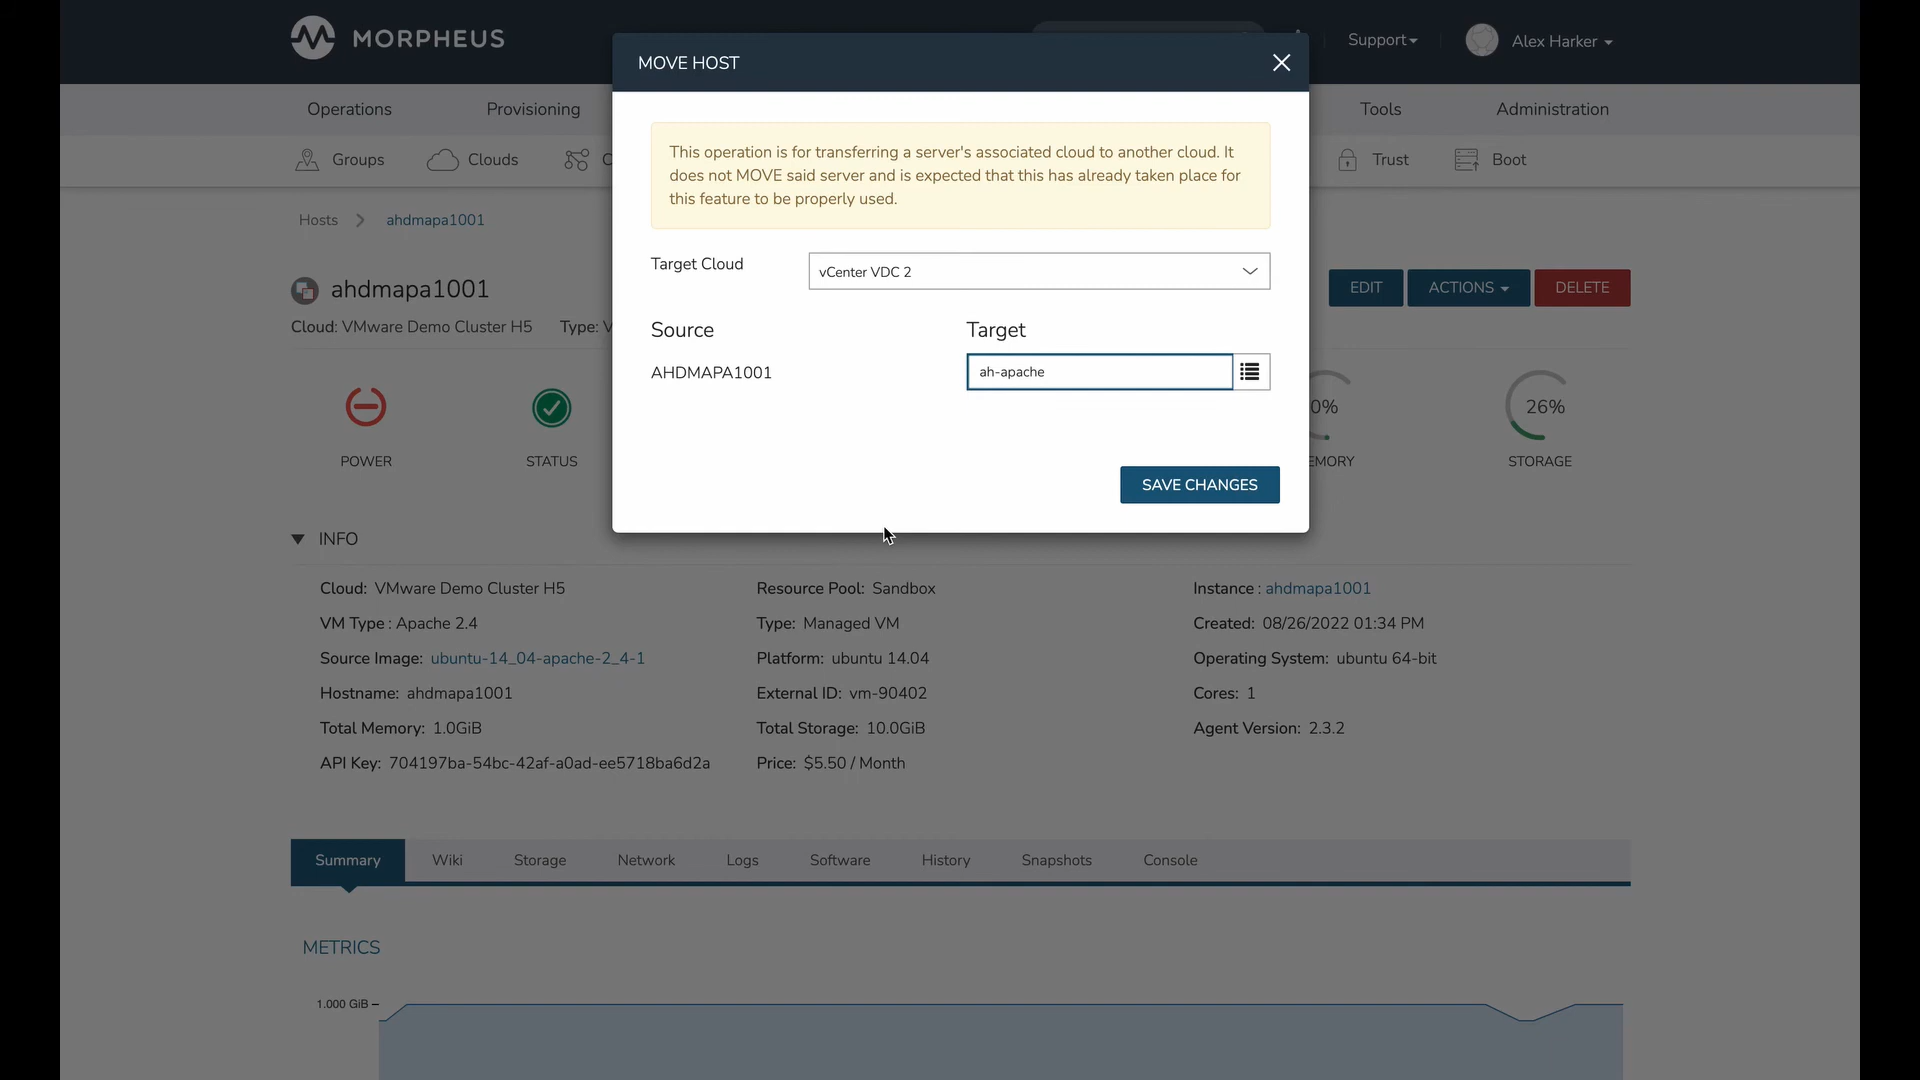 MORPHEUS
Support
Alex Harker
MOVE HOST
Operations
Provisioning
Tools
Administration
Groups
Clouds
Trust
Boot
This operation is for transferring a server's associated cloud to another cloud. It
does not MOVE said server and is expected that this has already taken place for
this feature to be properly used.
Hosts
ahdmapa1001
Target Cloud
vCenter VDC 2
ahdmapa1001
EDIT
ACTIONS
DELETE
Cloud: VMware Demo Cluster H5 Type:
Source
Target
AHDMAPA1001
ah-apache
0%
26%
POWER
STATUS
EMORY
STORAGE
SAVE CHANGES
INFO
Cloud: VMware Demo Cluster H5
Resource Pool: Sandbox
Instance : ahdmapa1001
VM Type : Apache 2.4
Type: Managed VM
Created: 08/26/2022 01:34 PM
Source Image: ubuntu-14_04-apache-2_4-1
Platform: ubuntu 14.04
Operating System: ubuntu 64-bit
Hostname: ahdmapa1001
External ID: vm-90402
Cores: 1
Total Memory: 1.0GiB
Total Storage: 10.0GiB
Agent Version: 2.3.2
API Key: 704197ba-54bc-42af-a0ad-ee5718ba6d2a
Price: $5.50 / Month
Summary
Wiki
Storage
Network
Logs
Software
History
Snapshots
Console
METRICS
1.000 GiB